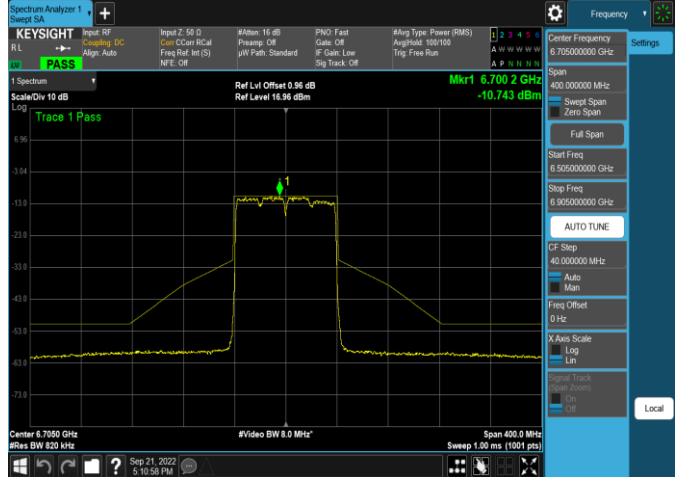 Spectrum Analyzer 1
Swept SA
Frequency
KEYSIGHT
RL
PASS
Input: RF
Coupling: DC
Align: Auto
Input Z: 50 Ω
Corr CCorr RCal
Freq Ref: Int (S)
NFE: Off
#Atten: 16 dB
Preamp: Off
µW Path: Standard
PNO: Fast
Gate: Off
IF Gain: Low
Sig Track: Off
#Avg Type: Power (RMS)
Avg|Hold: 100/100
Trig: Free Run
1 2 3 4 5 6
A W W W W W
A P N N N N
1 Spectrum
Scale/Div 10 dB
Log
Ref Lvl Offset 0.96 dB
Ref Level 16.96 dBm
Mkr1 6.700 2 GHz
-10.743 dBm
Trace 1 Pass
1
6.96
-3.04
-13.0
-23.0
-33.0
-43.0
-53.0
-63.0
-73.0
Center 6.7050 GHz
#Res BW 820 kHz
#Video BW 8.0 MHz*
Span 400.0 MHz
Sweep 1.00 ms (1001 pts)
Sep 21, 2022
5:10:58 PM
Center Frequency
6.705000000 GHz
Span
400.000000 MHz
Swept Span
Zero Span
Full Span
Start Freq
6.505000000 GHz
Stop Freq
6.905000000 GHz
AUTO TUNE
CF Step
40.000000 MHz
Auto
Man
Freq Offset
0 Hz
X Axis Scale
Log
Lin
Signal Track
(Span Zoom)
On
Off
Settings
Local